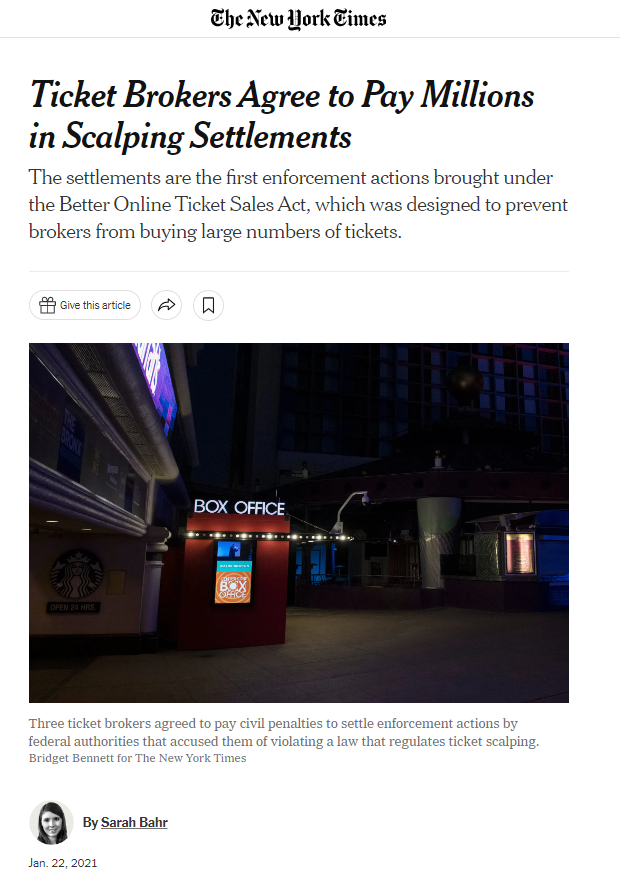 The New York Times
Ticket Brokers Agree to Pay Millions
in Scalping Settlements
The settlements are the first enforcement actions brought under
the Better Online Ticket Sales Act, which was designed to prevent
brokers from buying large numbers of tickets.
Give this article
BOX OFFICE
BOX
OFFICE
OPEN 24 HRS
Three ticket brokers agreed to pay civil penalties to settle enforcement actions by
federal authorities that accused them of violating a law that regulates ticket scalping.
Bridget Bennett for The New York Times
By Sarah Bahr
Jan. 22, 2021